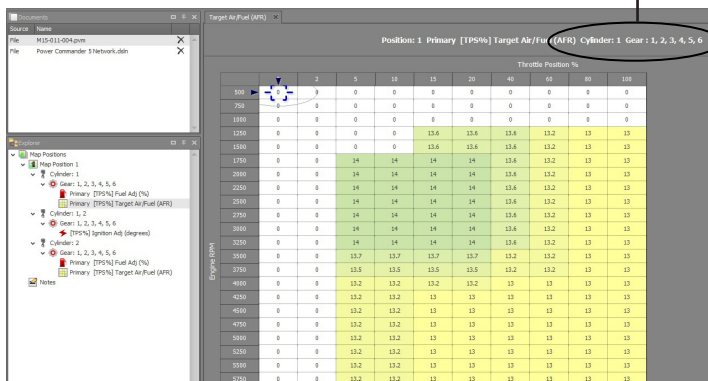 Documents
Source Name
File M15-011-004.pvm
File Power Commander 5 Network.dsln
Explorer
Map Positions
Map Position 1
Cylinder: 1
Gear: 1, 2, 3, 4, 5, 6
Primary [TPS%] Fuel Adj (%)
Primary [TPS%] Target Air/Fuel (AFR)
Cylinder: 1, 2
Gear: 1, 2, 3, 4, 5, 6
[TPS%] Ignition Adj (degrees)
Cylinder: 2
Gear: 1, 2, 3, 4, 5, 6
Primary [TPS%] Fuel Adj (%)
Primary [TPS%] Target Air/Fuel (AFR)
Notes
Target Air/Fuel (AFR)
Position: 1 Primary [TPS%] Target Air/Fuel (AFR) Cylinder: 1 Gear : 1, 2, 3, 4, 5, 6
Throttle Position %
Engine RPM
2 5 10 15 20 40 60 80 100
500 0 0 0 0 0 0 0 0 0 0
750 0 0 0 0 0 0 0 0 0 0
1000 0 0 0 0 0 0 0 0 0 0
1250 0 0 0 0 13.6 13.6 13.6 13.2 13 13
1500 0 0 0 0 13.6 13.6 13.6 13.2 13 13
1750 0 0 14 14 14 14 13.6 13.2 13 13
2000 0 0 14 14 14 14 13.6 13.2 13 13
2250 0 0 14 14 14 14 13.6 13.2 13 13
2500 0 0 14 14 14 14 13.6 13.2 13 13
2750 0 0 14 14 14 14 13.6 13.2 13 13
3000 0 0 14 14 14 14 13.6 13.2 13 13
3250 0 0 14 14 14 14 13.6 13.2 13 13
3500 0 0 13.7 13.7 13.7 13.7 13.2 13.2 13 13
3750 0 0 13.5 13.5 13.5 13.5 13.2 13.2 13 13
4000 0 0 13.2 13.2 13.2 13.2 13 13 13 13
4250 0 0 13.2 13.2 13 13 13 13 13 13
4500 0 0 13.2 13.2 13 13 13 13 13 13
4750 0 0 13.2 13.2 13 13 13 13 13 13
5000 0 0 13.2 13.2 13 13 13 13 13 13
5250 0 0 13.2 13.2 13 13 13 13 13 13
5500 0 0 13.2 13.2 13 13 13 13 13 13
5750 0 0 13.2 13.2 13 13 13 13 13 13